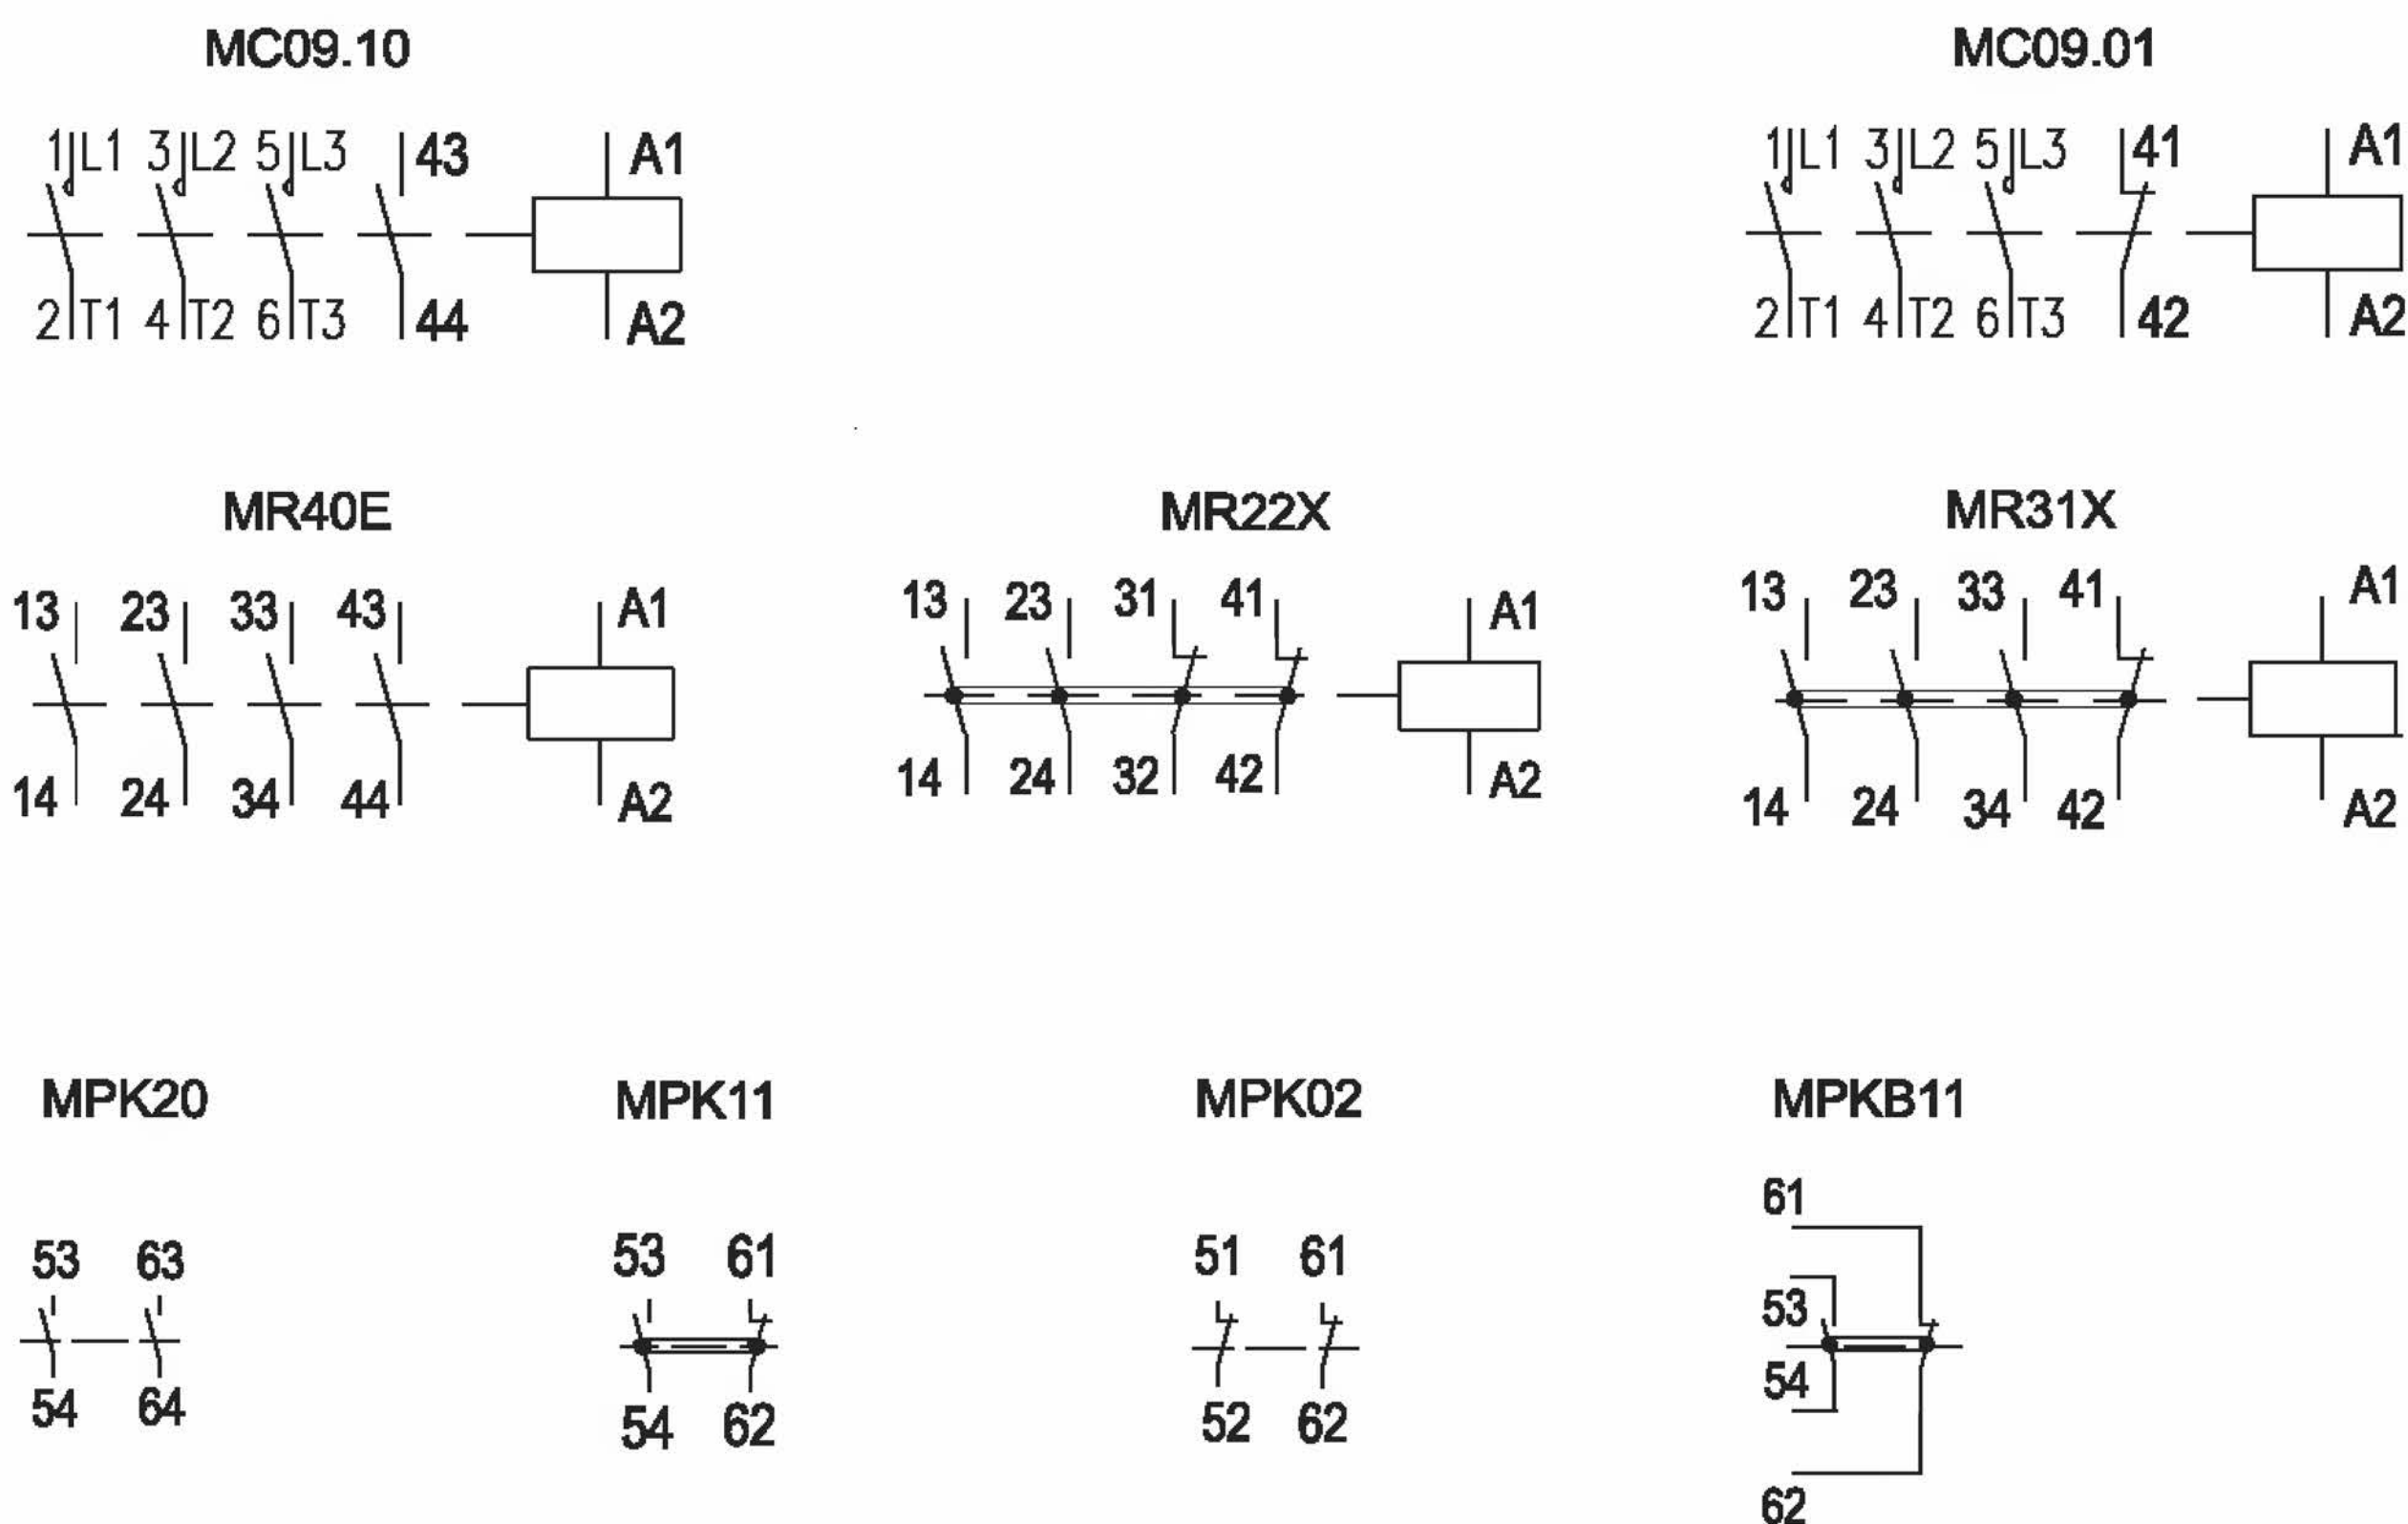 MC09.10
MC09.01
1 L1 3 L2 5 L3 43 A1
2 T1 4 T2 6 T3 44 A2
1 L1 3 L2 5 L3 41 A1
2 T1 4 T2 6 T3 42 A2
MR40E
MR22X
MR31X
13 23 33 43 A1
14 24 34 44 A2
13 23 31 41 A1
14 24 32 42 A2
13 23 33 41 A1
14 24 34 42 A2
MPK20
MPK11
MPK02
MPKB11
53 63
54 64
53 61
54 62
51 61
52 62
61
53
54
62